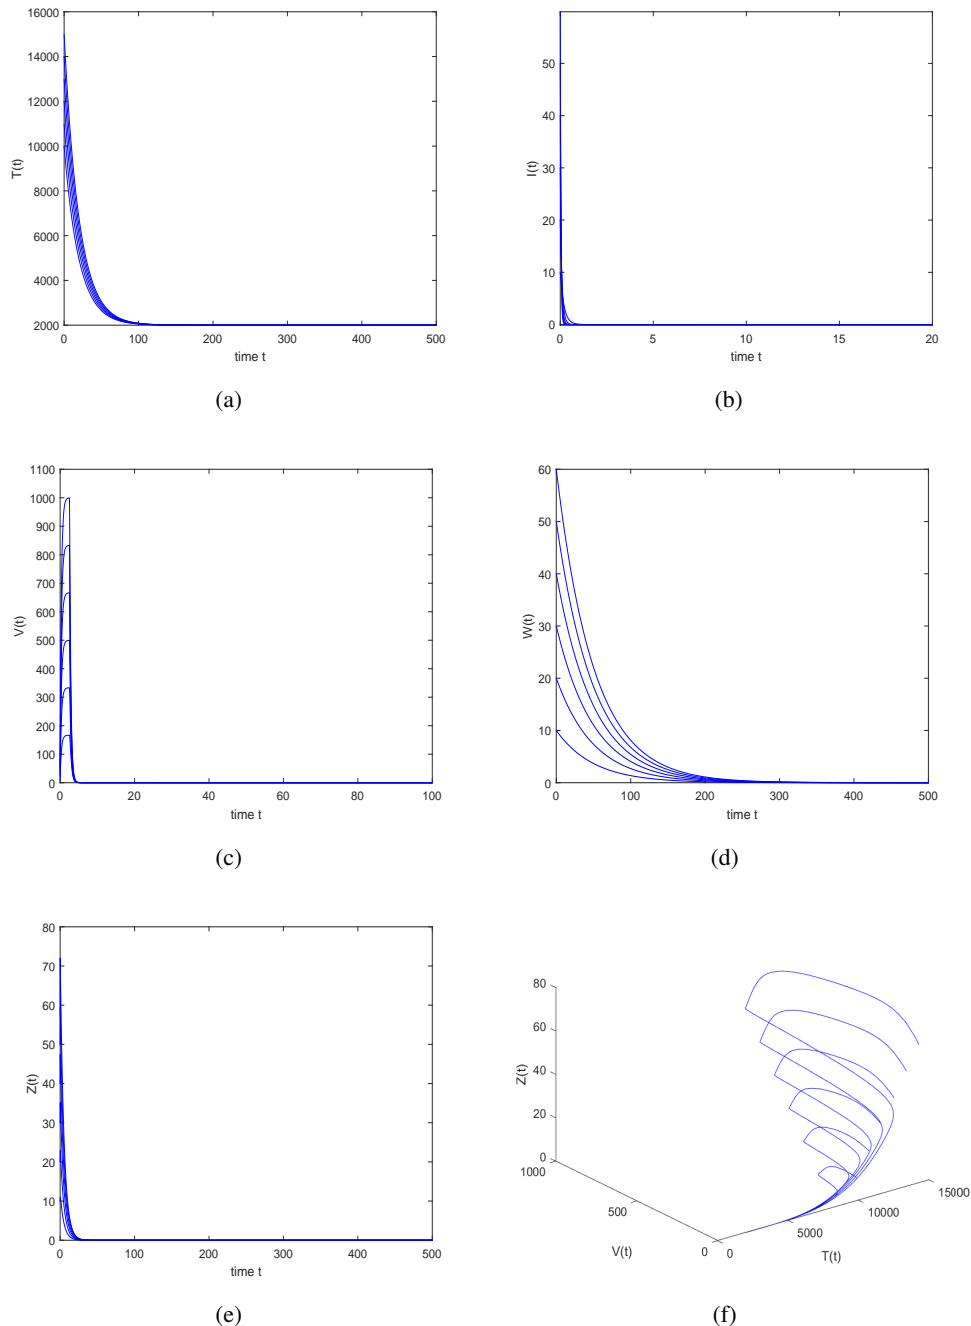 16000
14000
12000
10000
8000
6000
4000
2000
T(t)
0 100 200 300 400 500
time t
(a)
50
40
30
20
10
0
I(t)
0 5 10 15 20
time t
(b)
1100
1000
900
800
700
600
500
400
300
200
100
0
V(t)
0 20 40 60 80 100
time t
(c)
60
50
40
30
20
10
0
W(t)
0 100 200 300 400 500
time t
(d)
80
70
60
50
40
30
20
10
0
Z(t)
0 100 200 300 400 500
time t
(e)
80
60
40
20
0
Z(t)
1000
500
0
V(t)
0
5000
10000
15000
T(t)
(f)